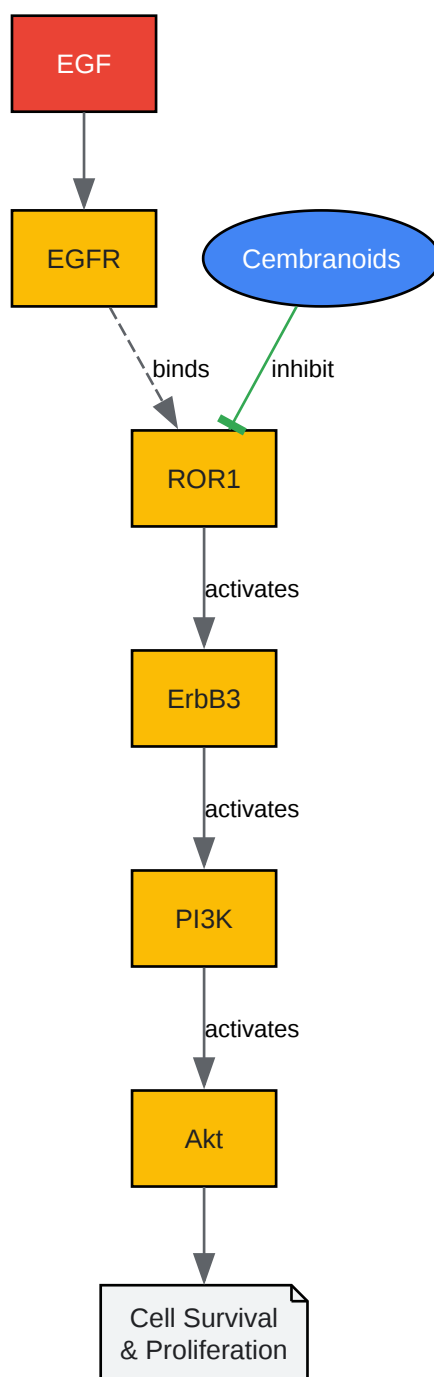 EGF
EGFR
Cembranoids
binds
inhibit
ROR1
activates
ErbB3
activates
PI3K
activates
Akt
Cell Survival
& Proliferation